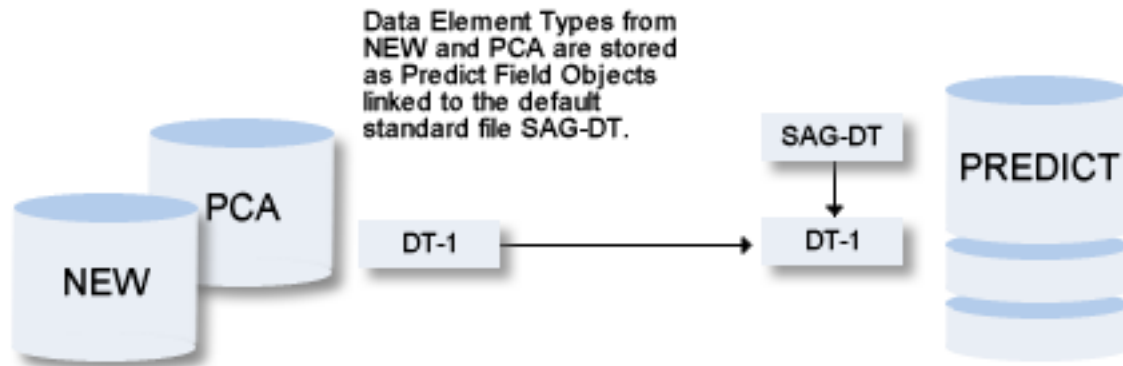 Data Element Types from
NEW and PCA are stored
as Predict Field Objects
linked to the default
standard file SAG-DT.
SAG-DT
PREDICT
PCA
DT-1
DT-1
NEW